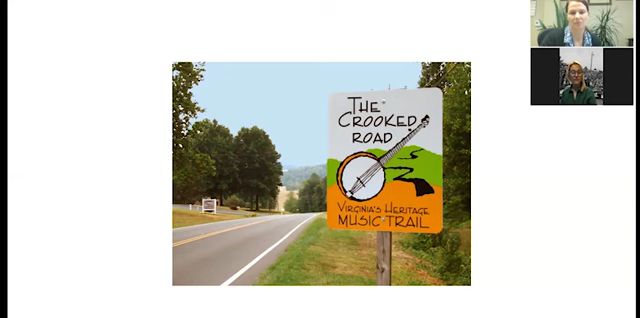 THE
CROOKED
ROAD
VIRGINIA'S HERITAGE
MUSIC TRAIL